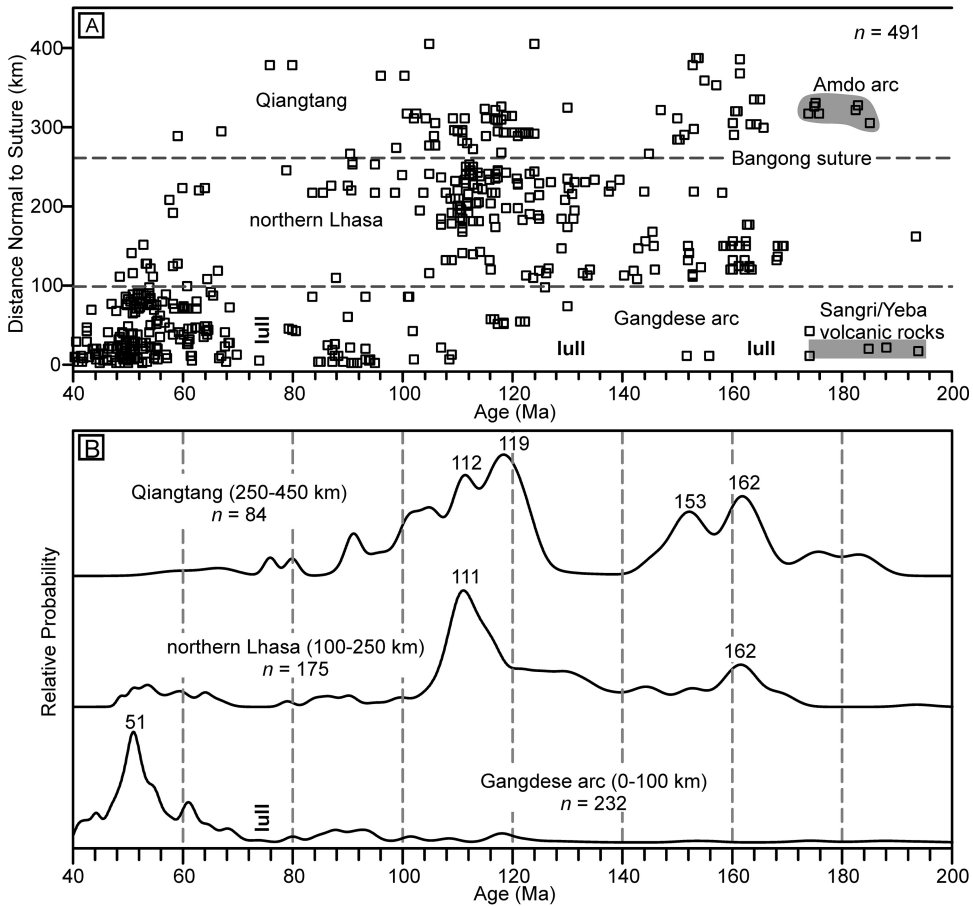 A
n = 491
400
300
200
100
0
Distance Normal to Suture (km)
Qiangtang
Amdo arc
Bangong suture
northern Lhasa
Gangdese arc
Sangri/Yeba
volcanic rocks
lull
lull
lull
40 60 80 100 120 140 160 180 200
Age (Ma)
B
Relative Probability
Qiangtang (250-450 km)
n = 84
112
119
153
162
northern Lhasa (100-250 km)
n = 175
111
162
51
lull
Gangdese arc (0-100 km)
n = 232
40 60 80 100 120 140 160 180 200
Age (Ma)